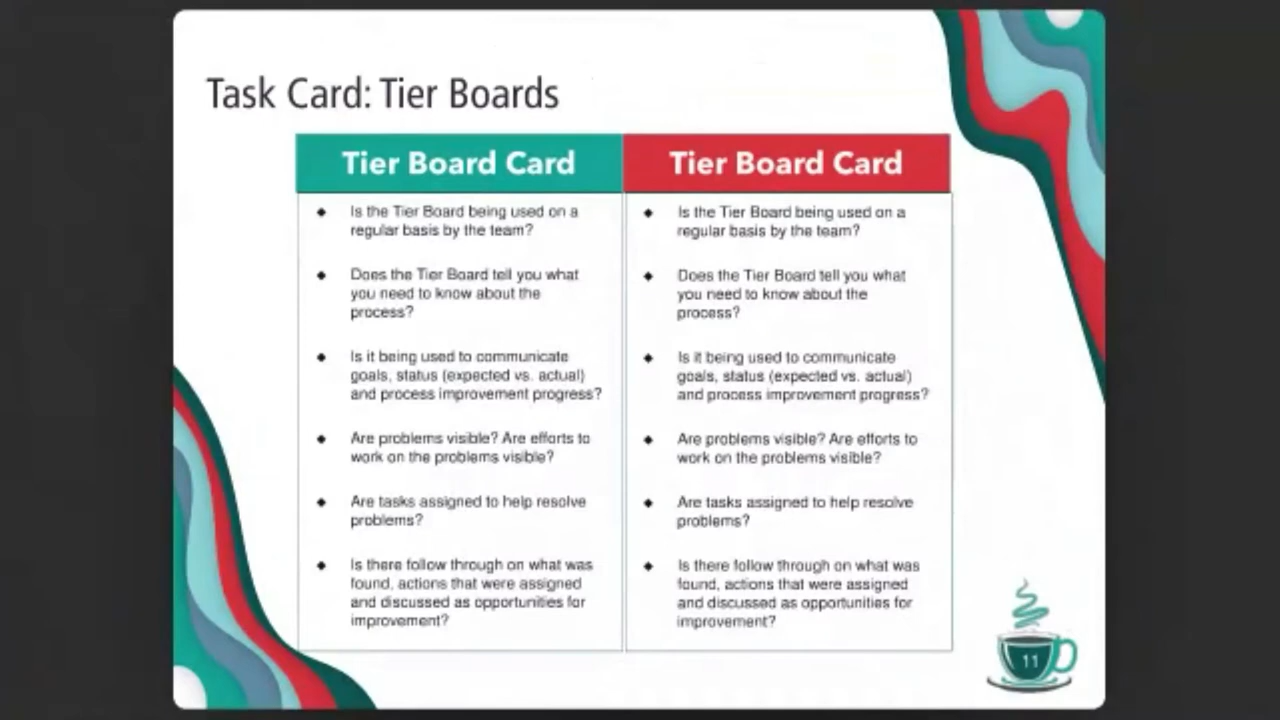 Task Card: Tier Boards
Tier Board Card
Is the Tier Board being used on a
regular basis by the team?
Does the Tier Board tell you what
you need to know about the
process?
Is it being used to communicate
goals, status (expected vs. actual)
and process improvement progress?
Are problems visible? Are efforts to
work on the problems visible?
Are tasks assigned to help resolve
problems?
Is there follow through on what was
found, actions that were assigned
and discussed as opportunities for
improvement?
Tier Board Card
Is the Tier Board being used on a
regular basis by the team?
Does the Tier Board tell you what
you need to know about the
process?
Is it being used to communicate
goals, status (expected vs. actual)
and process improvement progress?
Are problems visible? Are efforts to
work on the problems visible?
Are tasks assigned to help resolve
problems?
Is there follow through on what was
found, actions that were assigned
and discussed as opportunities for
improvement?
11